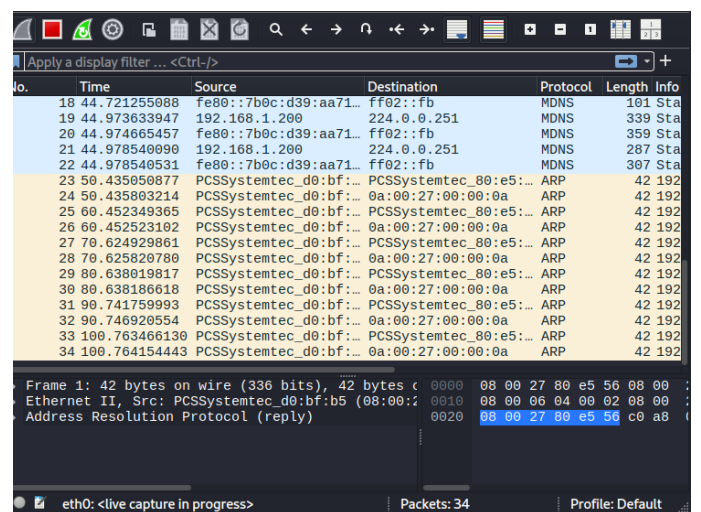 Apply a display filter ... <Ctrl-/>
No. Time Source Destination Protocol Length Info
18 44.721255088 fe80::7b0c:d39:aa71… ff02::fb MDNS 101 Sta
19 44.973633947 192.168.1.200 224.0.0.251 MDNS 339 Sta
20 44.974665457 fe80::7b0c:d39:aa71… ff02::fb MDNS 359 Sta
21 44.978540090 192.168.1.200 224.0.0.251 MDNS 287 Sta
22 44.978540531 fe80::7b0c:d39:aa71… ff02::fb MDNS 307 Sta
23 50.435050877 PCSSystemtec_d0:bf:… PCSSystemtec_80:e5:… ARP 42 192
24 50.435803214 PCSSystemtec_d0:bf:… 0a:00:27:00:00:0a ARP 42 192
25 60.452349365 PCSSystemtec_d0:bf:… PCSSystemtec_80:e5:… ARP 42 192
26 60.452523102 PCSSystemtec_d0:bf:… 0a:00:27:00:00:0a ARP 42 192
27 70.624929861 PCSSystemtec_d0:bf:… PCSSystemtec_80:e5:… ARP 42 192
28 70.625820780 PCSSystemtec_d0:bf:… 0a:00:27:00:00:0a ARP 42 192
29 80.638019817 PCSSystemtec_d0:bf:… PCSSystemtec_80:e5:… ARP 42 192
30 80.638186618 PCSSystemtec_d0:bf:… 0a:00:27:00:00:0a ARP 42 192
31 90.741759993 PCSSystemtec_d0:bf:… PCSSystemtec_80:e5:… ARP 42 192
32 90.746920554 PCSSystemtec_d0:bf:… 0a:00:27:00:00:0a ARP 42 192
33 100.763466130 PCSSystemtec_d0:bf:… PCSSystemtec_80:e5:… ARP 42 192
34 100.764154443 PCSSystemtec_d0:bf:… 0a:00:27:00:00:0a ARP 42 192
Frame 1: 42 bytes on wire (336 bits), 42 bytes c
Ethernet II, Src: PCSSystemtec_d0:bf:b5 (08:00:2
Address Resolution Protocol (reply)
0000 08 00 27 80 e5 56 08 00
0010 08 00 06 04 00 02 08 00
0020 08 00 27 80 e5 56 c0 a8
eth0: <live capture in progress> Packets: 34 Profile: Default